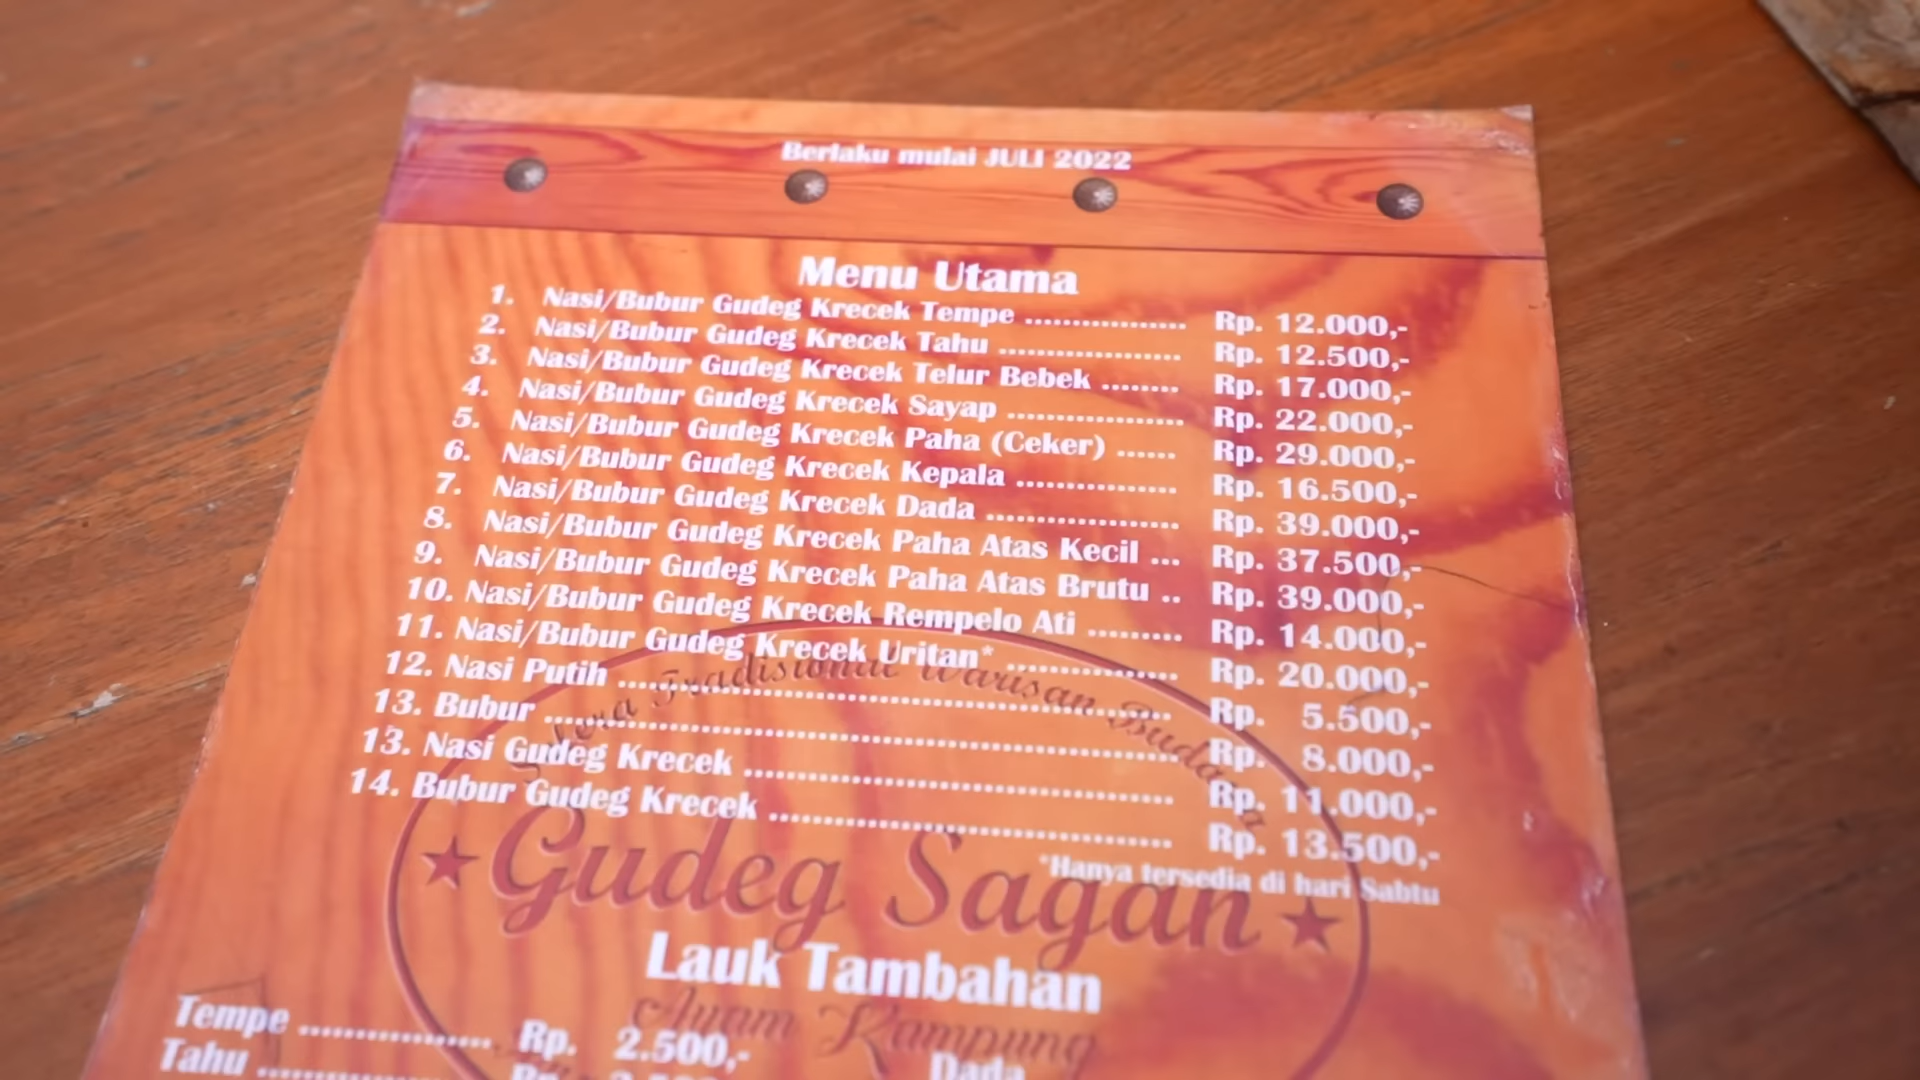 Berlaku mulai JULI 2022
Menu Utama
1. Nasi/Bubur Gudeg Krecek Tempe ................. Rp. 12.000,-
2. Nasi/Bubur Gudeg Krecek Tahu ................... Rp. 12.500,-
3. Nasi/Bubur Gudeg Krecek Telur Bebek ........ Rp. 17.000,-
4. Nasi/Bubur Gudeg Krecek Sayap ................... Rp. 22.000,-
5. Nasi/Bubur Gudeg Krecek Paha (Ceker) ...... Rp. 29.000,-
6. Nasi/Bubur Gudeg Krecek Kepala ................. Rp. 16.500,-
7. Nasi/Bubur Gudeg Krecek Dada .................... Rp. 39.000,-
8. Nasi/Bubur Gudeg Krecek Paha Atas Kecil ... Rp. 37.500,-
9. Nasi/Bubur Gudeg Krecek Paha Atas Brutu .. Rp. 39.000,-
10. Nasi/Bubur Gudeg Krecek Rempelo Ati ......... Rp. 14.000,-
11. Nasi/Bubur Gudeg Krecek Uritan* .................. Rp. 20.000,-
12. Nasi Putih ........................................................ Rp. 5.500,-
13. Bubur ................................................................ Rp. 8.000,-
13. Nasi Gudeg Krecek ............................................ Rp. 11.000,-
14. Bubur Gudeg Krecek .......................................... Rp. 13.500,-
*Hanya tersedia di hari Sabtu
Tradisional Warisan Budaya
Gudeg Sagan
Lauk Tambahan
Ayam Kampung
Tempe .................... Rp. 2.500,-
Tahu
Dada